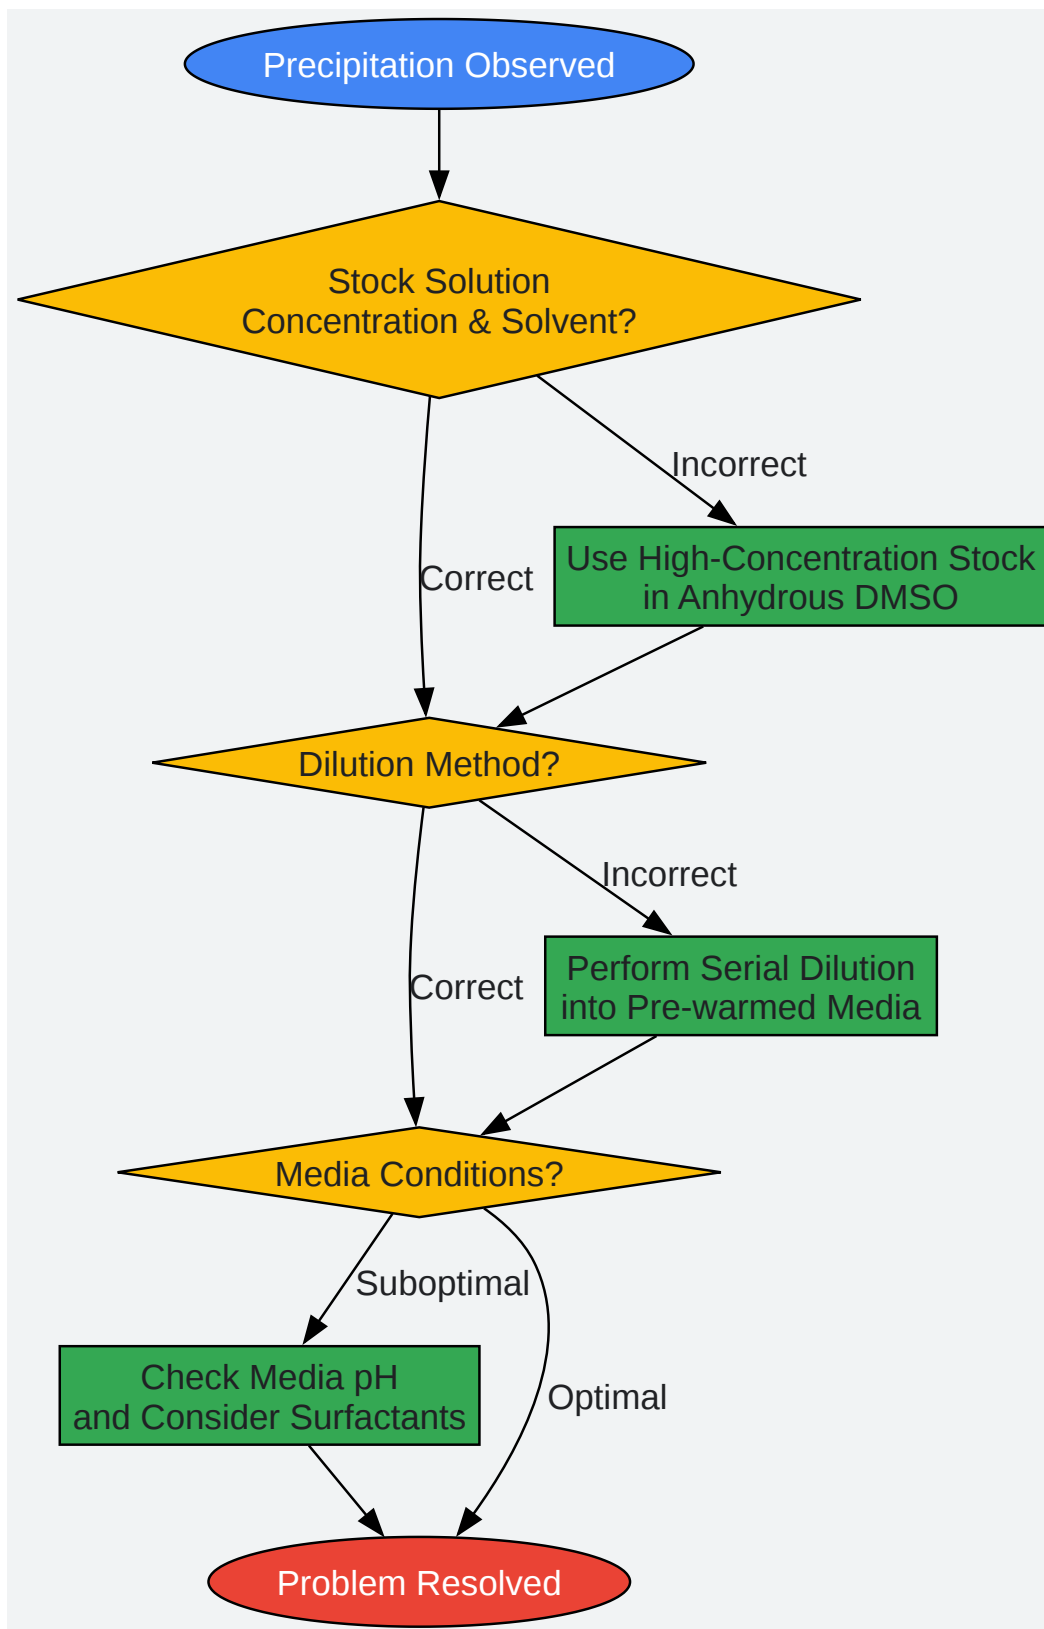 Precipitation Observed
Stock Solution
Concentration & Solvent?
Incorrect
Correct
Use High-Concentration Stock
in Anhydrous DMSO
Dilution Method?
Incorrect
Correct
Perform Serial Dilution
into Pre-warmed Media
Media Conditions?
Suboptimal
Check Media pH
and Consider Surfactants
Optimal
Problem Resolved